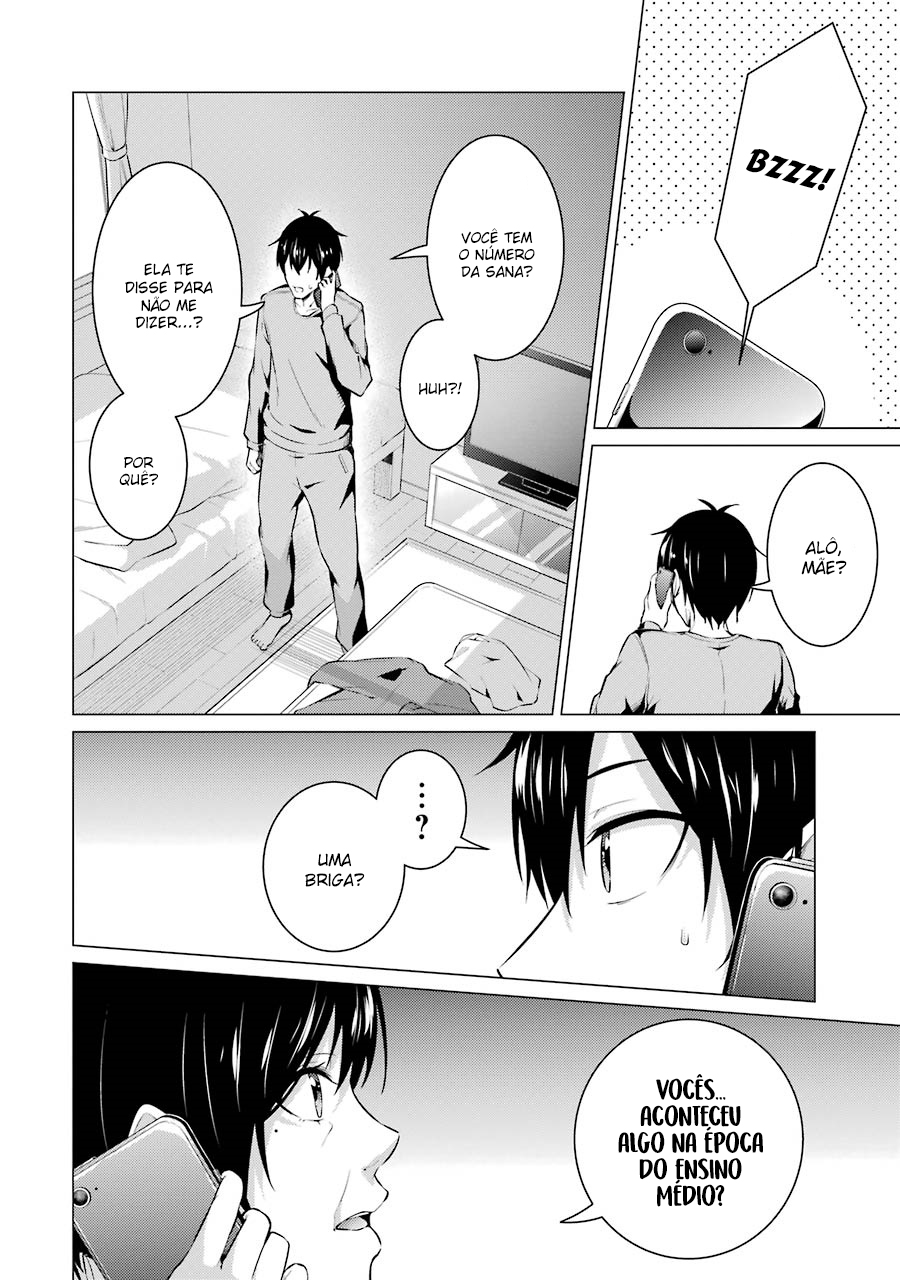 BZZZ!
ALÔ,
MÃE?
VOCÊ TEM
O NÚMERO
DA SANA?
HUH?!
ELA TE
DISSE PARA
NÃO ME
DIZER...?
POR
QUÊ?
...?
UMA
BRIGA?
VOCÊS...
ACONTECEU
ALGO NA ÉPOCA
DO ENSINO
MÉDIO?